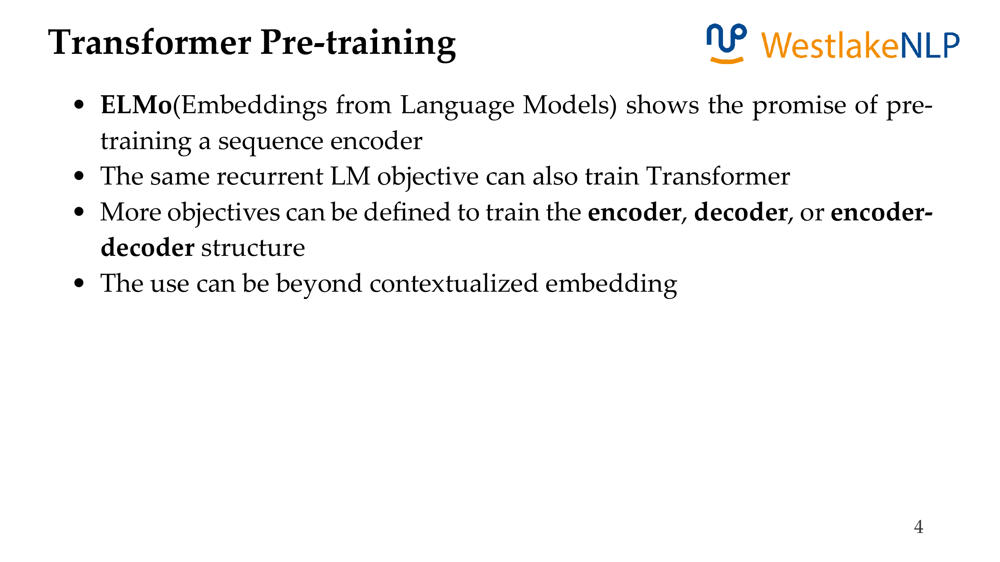 Transformer Pre-training
WestlakeNLP
• ELMo(Embeddings from Language Models) shows the promise of pre-
training a sequence encoder
• The same recurrent LM objective can also train Transformer
• More objectives can be defined to train the encoder, decoder, or encoder-
decoder structure
• The use can be beyond contextualized embedding
4